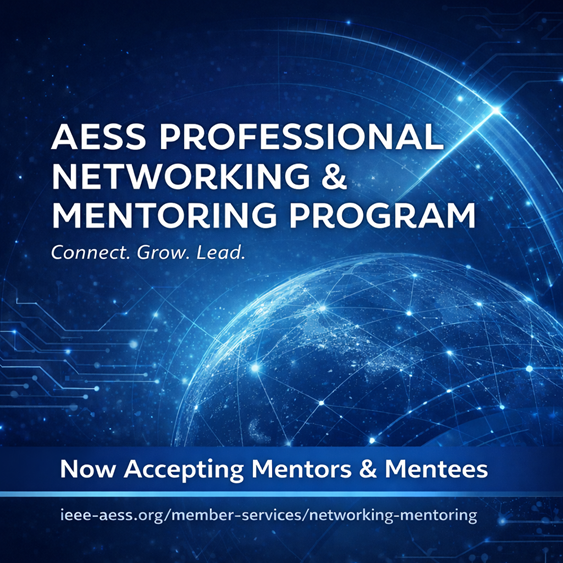 AESS PROFESSIONAL
NETWORKING &
MENTORING PROGRAM
Connect. Grow. Lead.
Now Accepting Mentors & Mentees
ieee-aess.org/member-services/networking-mentoring